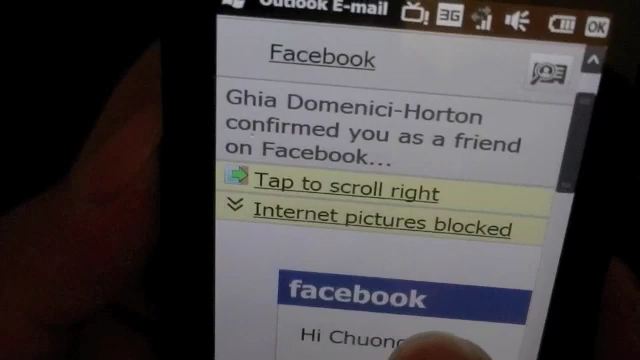 Outlook E-mail 3G OK
Facebook
Ghia Domenici-Horton
confirmed you as a friend
on Facebook...
Tap to scroll right
Internet pictures blocked
facebook
Hi Chuong